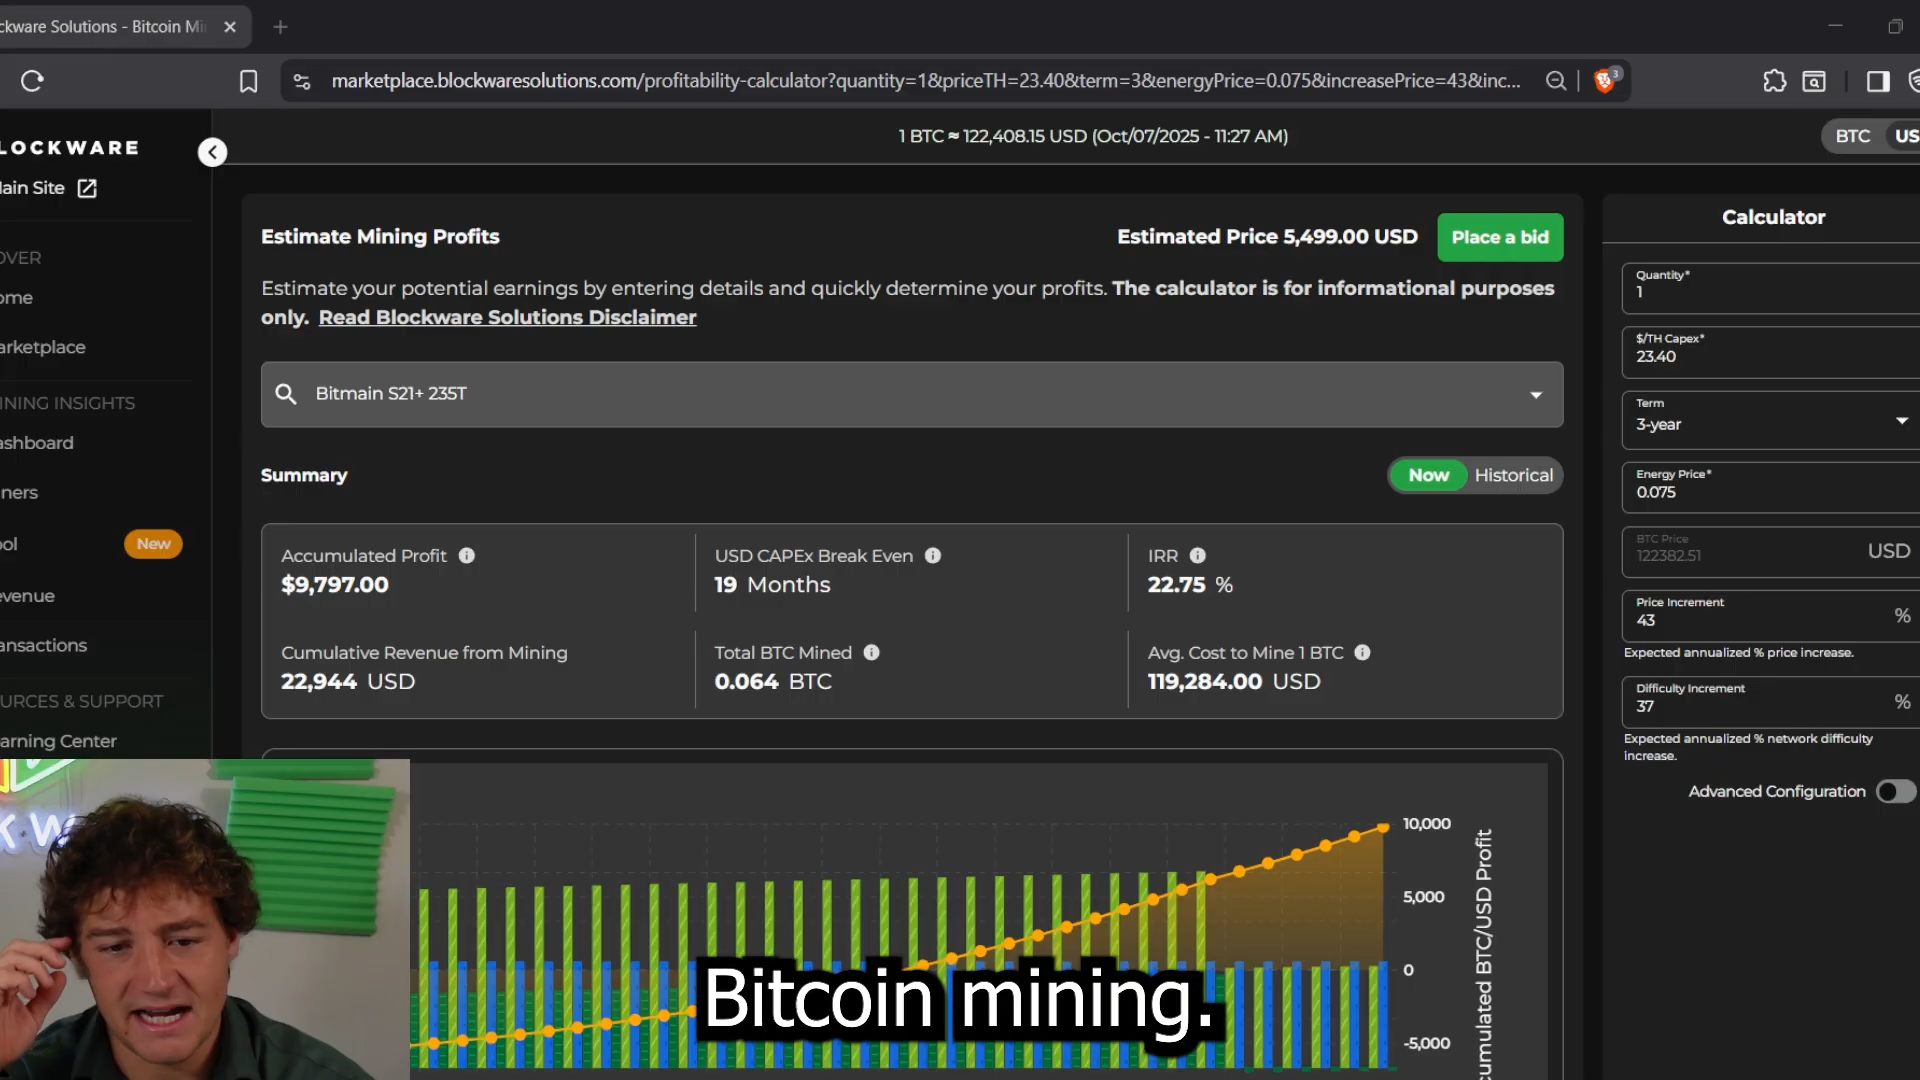 ckware Solutions - Bitcoin Mi
marketplace.blockwaresolutions.com/profitability-calculator?quantity=1&priceTH=23.40&term=3&energyPrice=0.075&increasePrice=43&inc...
3
LOCKWARE
1 BTC ≈ 122,408.15 USD (Oct/07/2025 - 11:27 AM)
BTC US
ain Site
OVER
ome
arketplace
INING INSIGHTS
ashboard
ners
ol New
evenue
ansactions
URCES & SUPPORT
arning Center
Estimate Mining Profits
Estimated Price 5,499.00 USD
Place a bid
Estimate your potential earnings by entering details and quickly determine your profits. The calculator is for informational purposes
only. Read Blockware Solutions Disclaimer
Bitmain S21+ 235T
Summary
Now Historical
Accumulated Profit
$9,797.00
USD CAPEx Break Even
19 Months
IRR
22.75 %
Cumulative Revenue from Mining
22,944 USD
Total BTC Mined
0.064 BTC
Avg. Cost to Mine 1 BTC
119,284.00 USD
10,000
5,000
0
-5,000
cumulated BTC/USD Profit
Calculator
Quantity*
1
$/TH Capex*
23.40
Term
3-year
Energy Price*
0.075
BTC Price
122382.51 USD
Price Increment
43 %
Expected annualized % price increase.
Difficulty Increment
37 %
Expected annualized % network difficulty
increase.
Advanced Configuration
K W
Bitcoin mining.